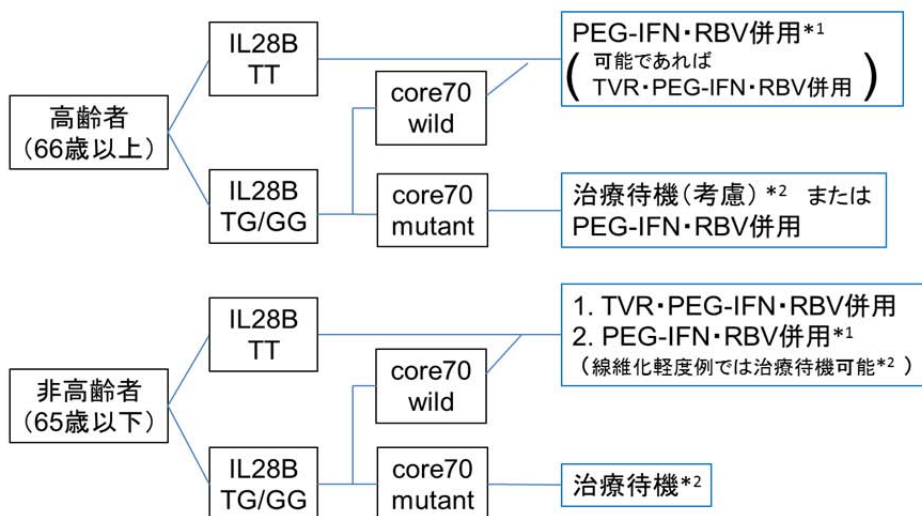 高齢者
(66歳以上)
IL28B
TT
IL28B
TG/GG
core70
wild
core70
mutant
PEG-IFN・RBV併用*1
( 可能であれば
TVR・PEG-IFN・RBV併用 )
治療待機(考慮) *2 または
PEG-IFN・RBV併用
非高齢者
(65歳以下)
IL28B
TT
IL28B
TG/GG
core70
wild
core70
mutant
1. TVR・PEG-IFN・RBV併用
2. PEG-IFN・RBV併用*1
(線維化軽度例では治療待機可能*2 )
治療待機*2